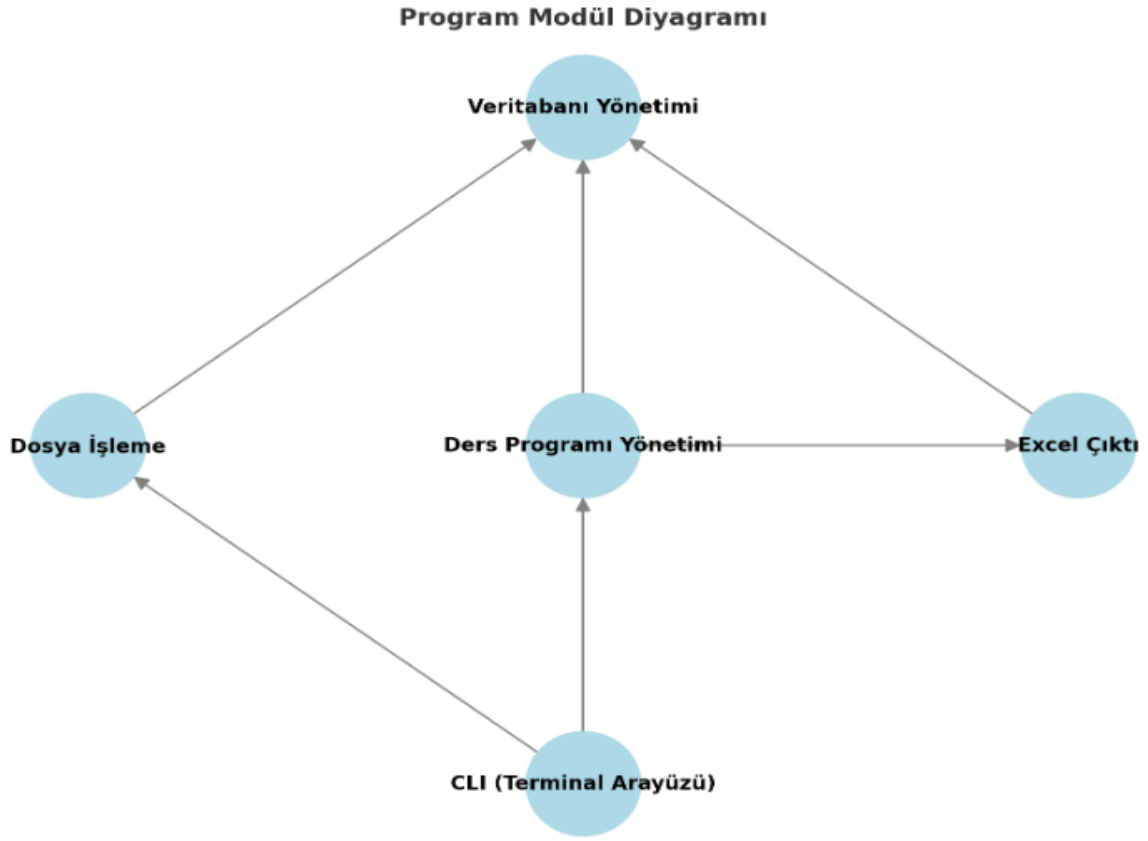 Program Modül Diyagramı
Veritabanı Yönetimi
Dosya İşleme
Ders Programı Yönetimi
Excel Çıktı
CLI (Terminal Arayüzü)